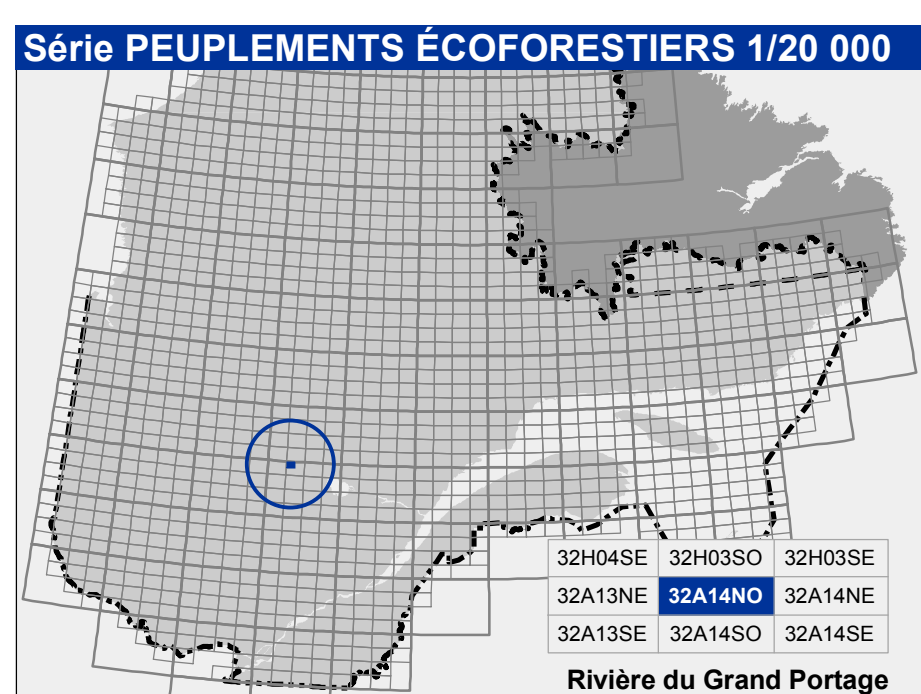 Série PEUPLEMENTS ÉCOFORESTIERS 1/20 000
32H04SE 32H03SO 32H03SE
32A13NE 32A14NO 32A14NE
32A13SE 32A14SO 32A14SE
Rivière du Grand Portage